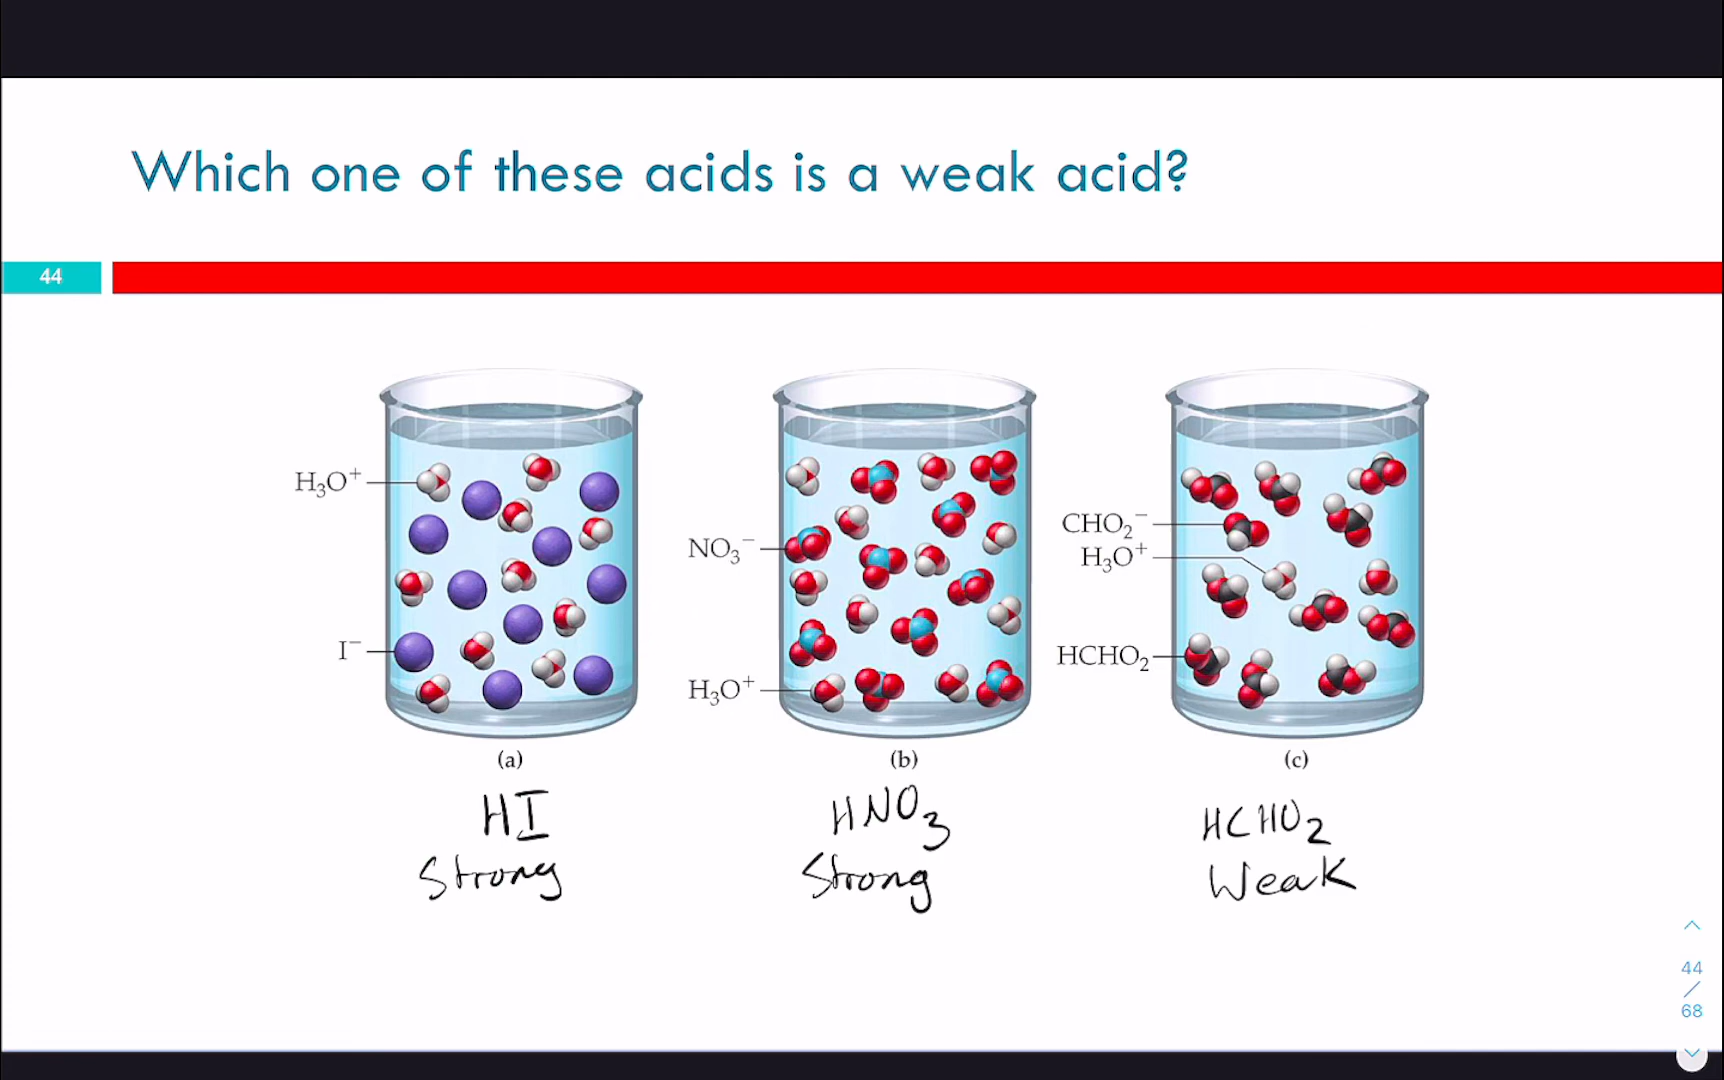 Which one of these acids is a weak acid?
44
H₃O⁺
I⁻
(a)
HI
Strong
NO₃⁻
H₃O⁺
(b)
HNO₃
Strong
CHO₂⁻
H₃O⁺
HCHO₂
(c)
HCHO₂
Weak
44
/
68